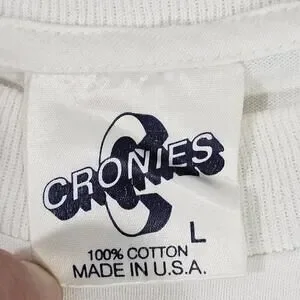 CRONIES
L
100% COTTON
MADE IN U.S.A.